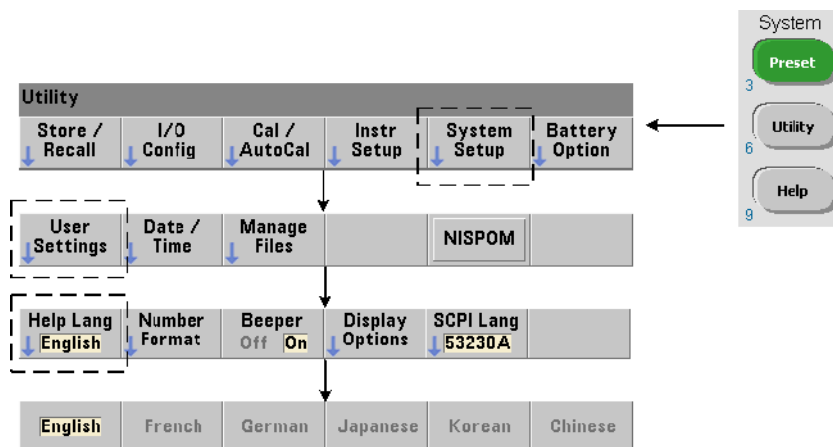 System
Preset
3
Utility
6
Help
9
Utility
Store / Recall
I/O Config
Cal / AutoCal
Instr Setup
System Setup
Battery Option
User Settings
Date / Time
Manage Files
NISPOM
Help Lang English
Number Format
Beeper Off On
Display Options
SCPI Lang 53230A
English
French
German
Japanese
Korean
Chinese